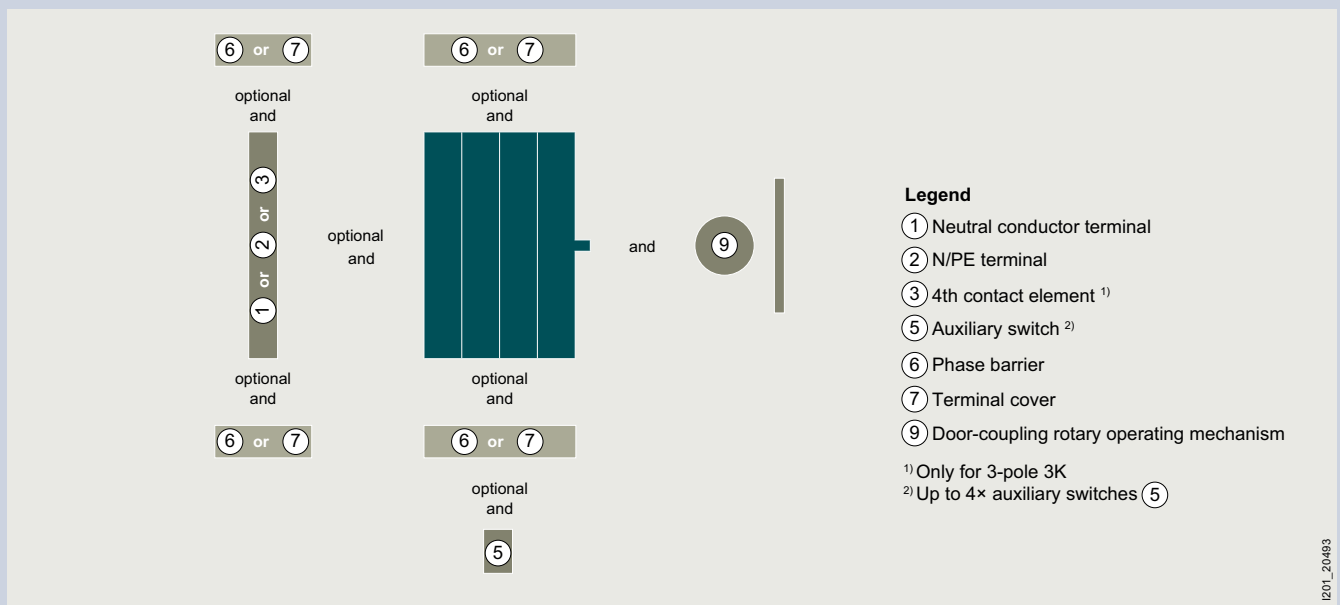 6 or 7
6 or 7
optional
and
optional
and
1 or 2 or 3
optional
and
and
9
optional
and
optional
and
6 or 7
6 or 7
optional
and
5
Legend
1 Neutral conductor terminal
2 N/PE terminal
3 4th contact element 1)
5 Auxiliary switch 2)
6 Phase barrier
7 Terminal cover
9 Door-coupling rotary operating mechanism
1) Only for 3-pole 3K
2) Up to 4× auxiliary switches 5
I201_20493